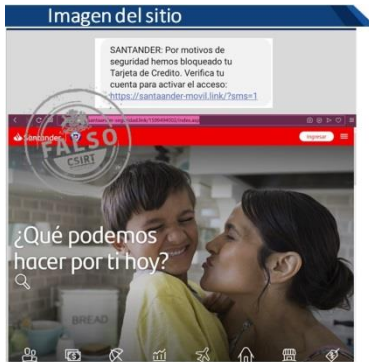 Imagen del sitio
SANTANDER: Por motivos de
seguridad hemos bloqueado tu
Tarjeta de Credito. Verifica tu
cuenta para activar el acceso:
https://santaander-movil.link/?sms=1
Santander
Ingresar
FALSO
CSIRT
¿Qué podemos
hacer por ti hoy?
BREAD